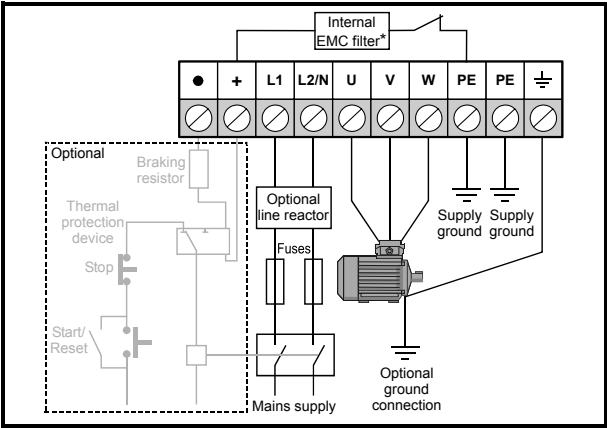 Internal
EMC filter*
+ L1 L2/N U V W PE PE
Optional
Braking
resistor
Thermal
protection
device
Stop
Start/
Reset
Optional
line reactor
Fuses
Mains supply
Supply
ground
Supply
ground
Optional
ground
connection